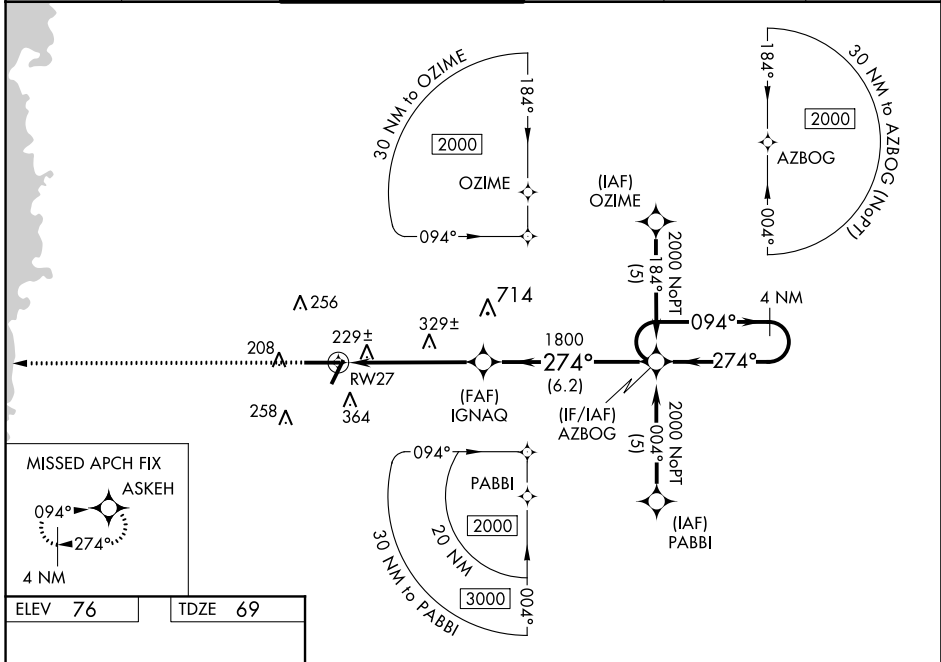 30 NM to OZIME
184°
2000
OZIME
094°
184°
30 NM to AZBOG (NoPT)
2000
AZBOG
004°
(IAF)
OZIME
2000 NoPT
184°
(5)
4 NM
094°
274°
256
714
329±
229±
208
RW27
1800
274°
(6.2)
(FAF)
IGNAQ
(IF/IAF)
AZBOG
258
364
2000 NoPT
004°
(5)
(IAF)
PABBI
094°
PABBI
2000
20 NM
30 NM to PABBI
3000
004°
MISSED APCH FIX
ASKEH
094°
274°
4 NM
ELEV 76
TDZE 69